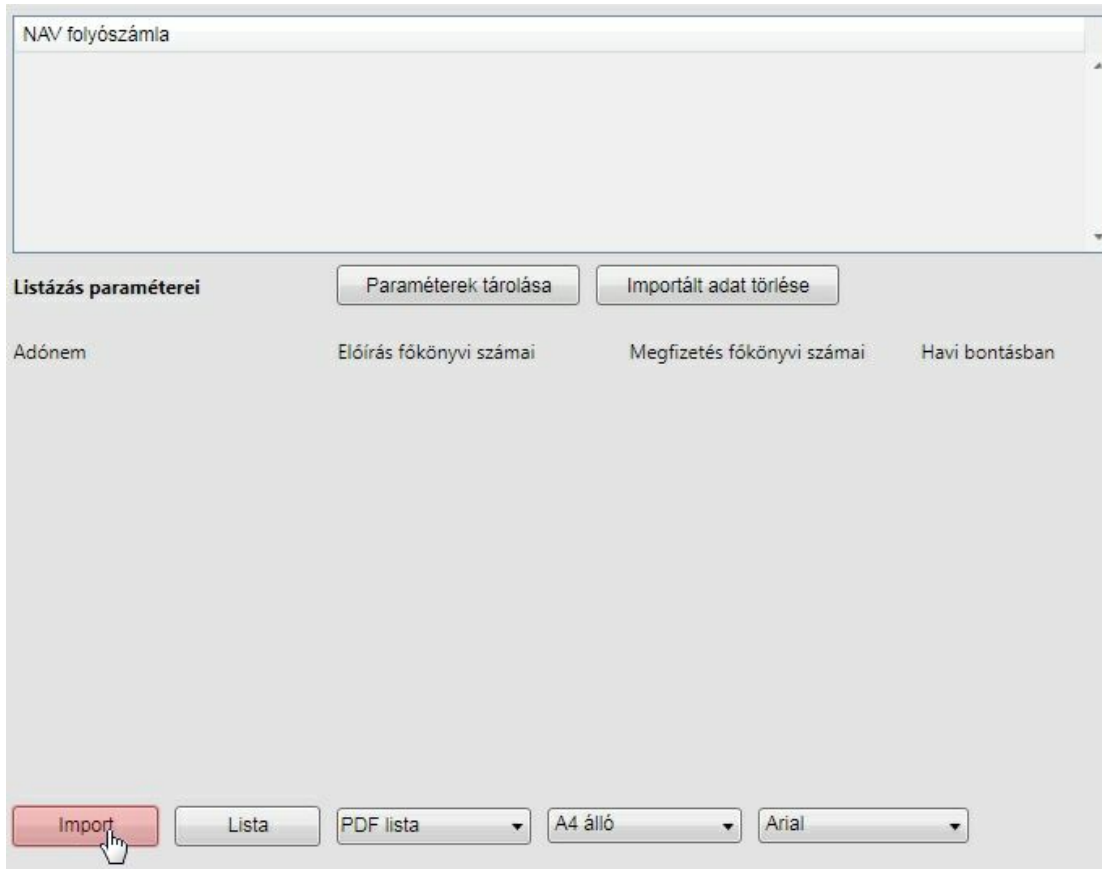 NAV folyószámla
Listázás paraméterei Paraméterek tárolása Importált adat törlése
Adónem Előírás főkönyvi számai Megfizetés főkönyvi számai Havi bontásban
Import Lista PDF lista A4 álló Arial